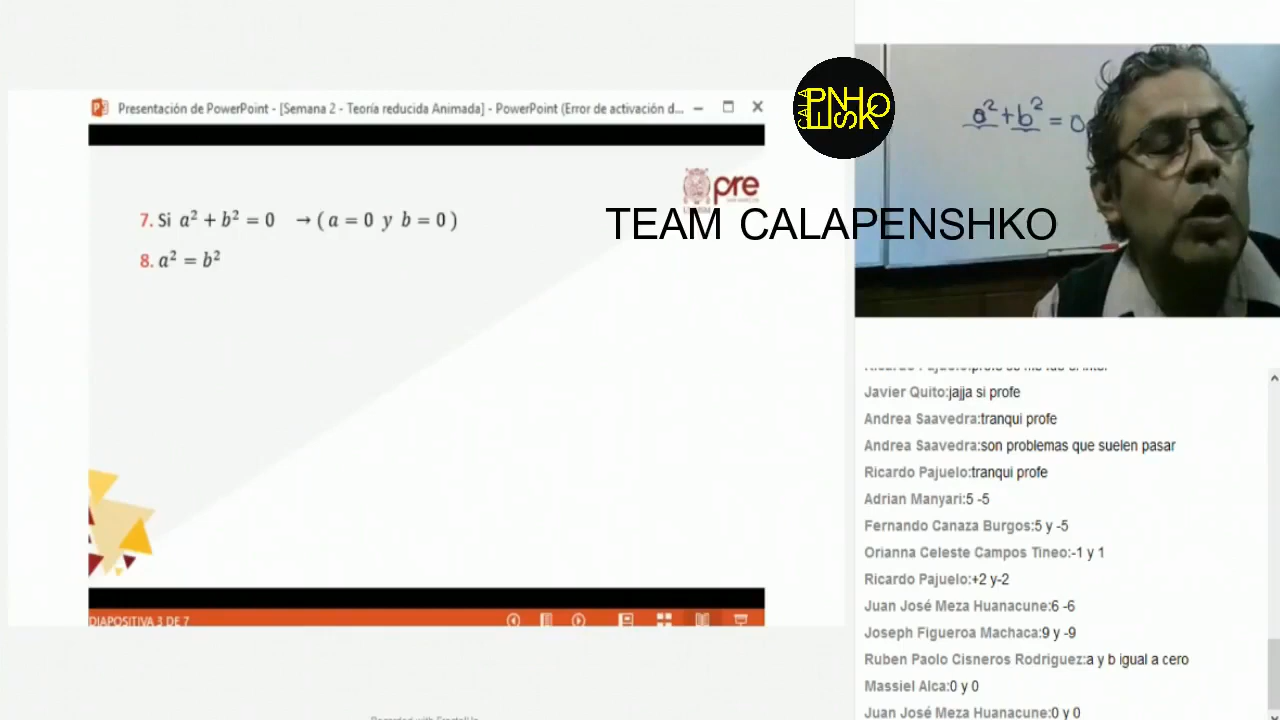 Presentación de PowerPoint - [Semana 2 - Teoría reducida Animada] - PowerPoint (Error de activación d...
pre
7. Si a² + b² = 0 → ( a = 0 y b = 0 )
8. a² = b²
DIAPOSITIVA 3 DE 7
CALA
PENSHKO
TEAM CALAPENSHKO
a² + b² = 0
Javier Quito:jajja si profe
Andrea Saavedra:tranqui profe
Andrea Saavedra:son problemas que suelen pasar
Ricardo Pajuelo:tranqui profe
Adrian Manyari:5 -5
Fernando Canaza Burgos:5 y -5
Orianna Celeste Campos Tineo:-1 y 1
Ricardo Pajuelo:+2 y-2
Juan José Meza Huanacune:6 -6
Joseph Figueroa Machaca:9 y -9
Ruben Paolo Cisneros Rodriguez:a y b igual a cero
Massiel Alca:0 y 0
Juan José Meza Huanacune:0 y 0